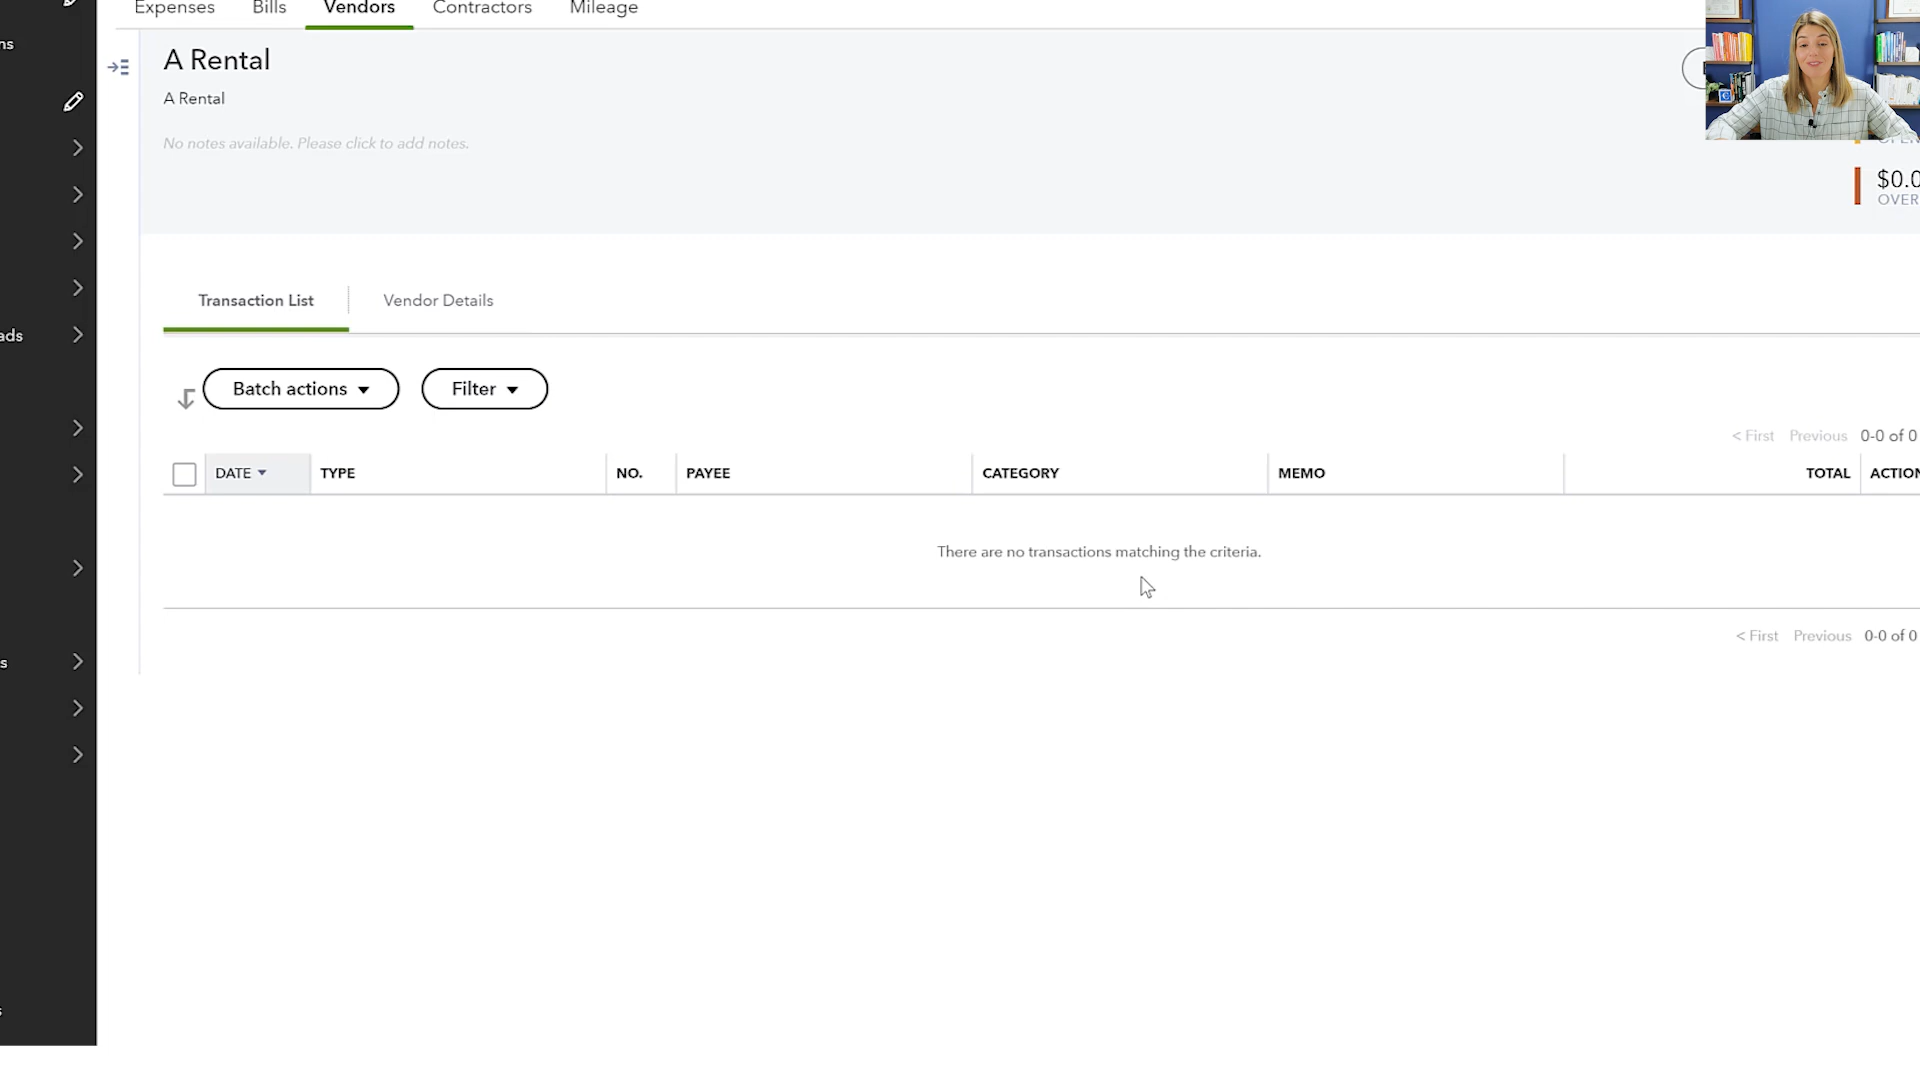 Expenses Bills Vendors Contractors Mileage
ns
A Rental
A Rental
No notes available. Please click to add notes.
$0.0
OVER
ads
Transaction List Vendor Details
Batch actions Filter
< First Previous 0-0 of 0
DATE TYPE NO. PAYEE CATEGORY MEMO TOTAL ACTION
There are no transactions matching the criteria.
< First Previous 0-0 of 0
s
s